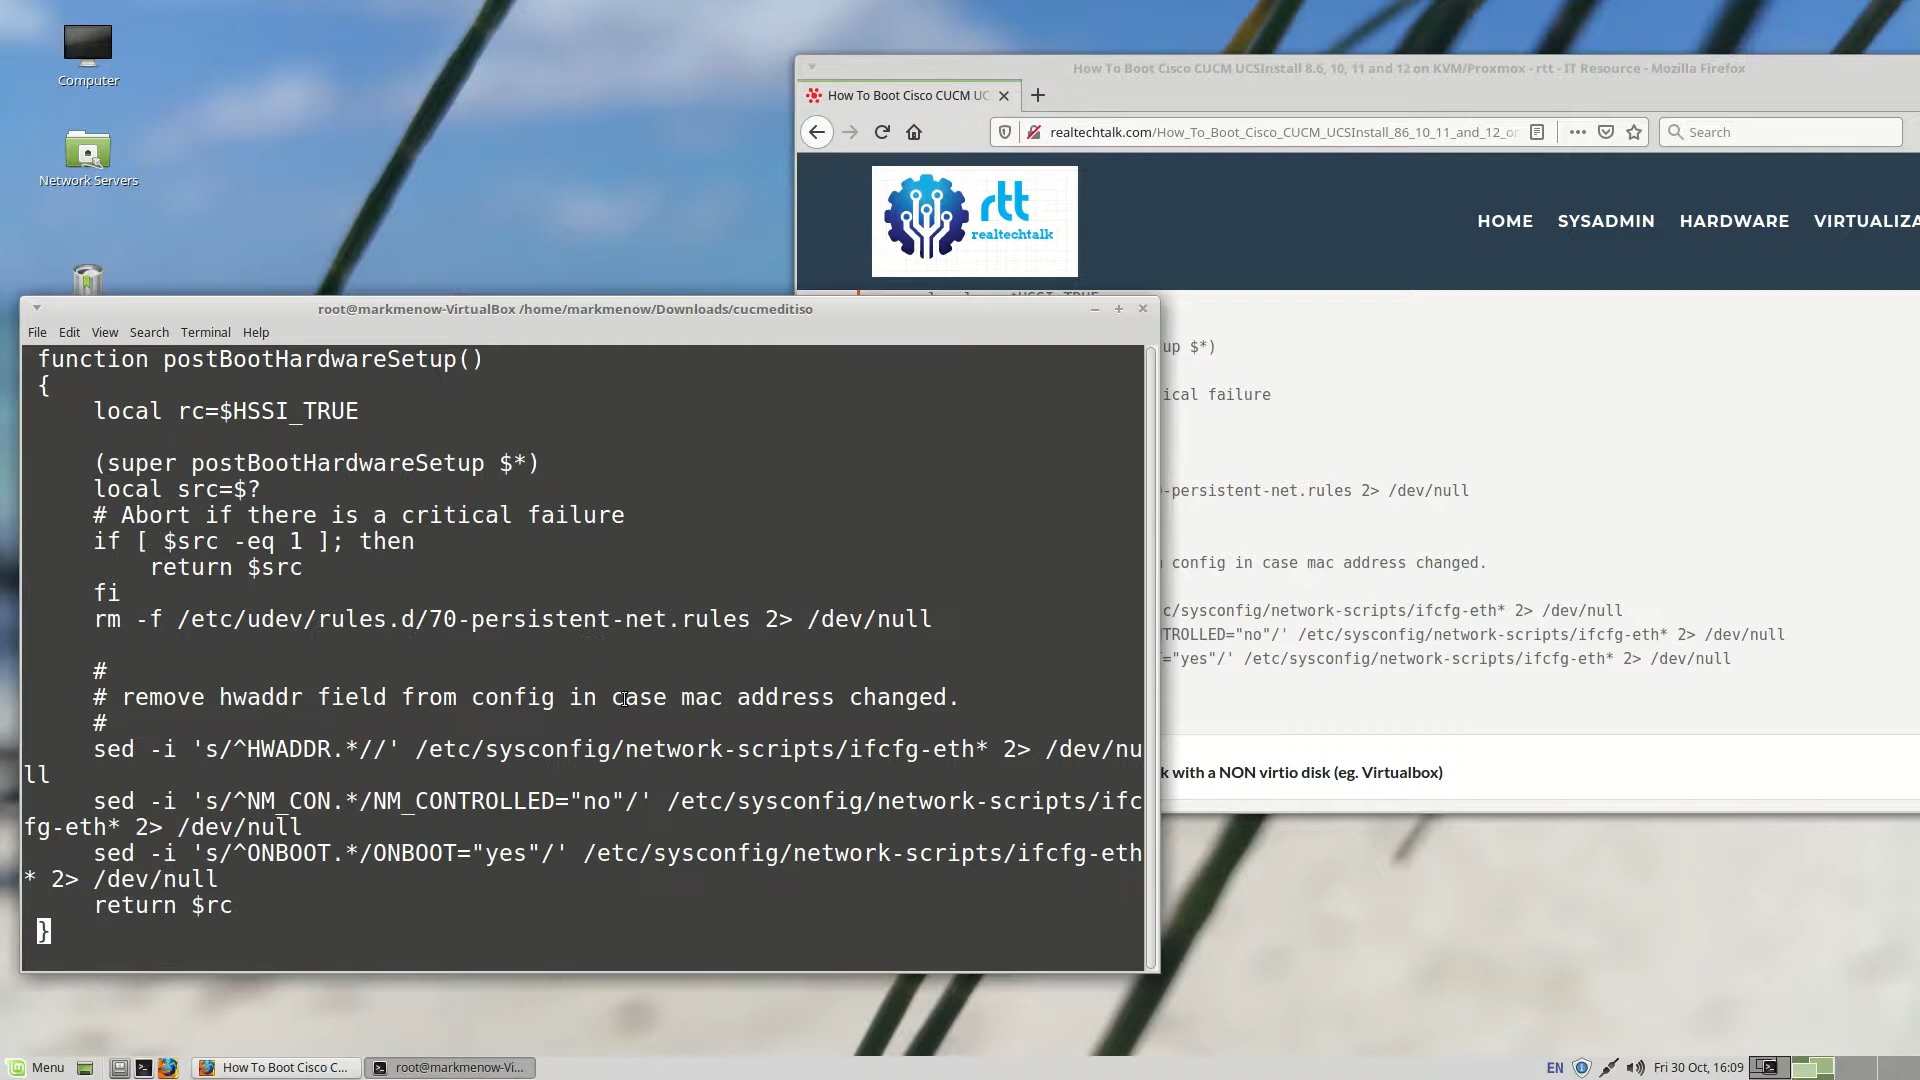 Computer
Network Servers
How To Boot Cisco CUCM UCSInstall 8.6, 10, 11 and 12 on KVM/Proxmox - rtt - IT Resource - Mozilla Firefox
How To Boot Cisco CUCM UC
realtechtalk.com/How_To_Boot_Cisco_CUCM_UCSInstall_86_10_11_and_12_o
Search
rtt
realtechtalk
HOME SYSADMIN HARDWARE VIRTUALIZA
up $*)
ical failure
-persistent-net.rules 2> /dev/null
config in case mac address changed.
c/sysconfig/network-scripts/ifcfg-eth* 2> /dev/null
TROLLED="no"/' /etc/sysconfig/network-scripts/ifcfg-eth* 2> /dev/null
="yes"/' /etc/sysconfig/network-scripts/ifcfg-eth* 2> /dev/null
k with a NON virtio disk (eg. Virtualbox)
root@markmenow-VirtualBox /home/markmenow/Downloads/cucmeditiso
File Edit View Search Terminal Help
function postBootHardwareSetup()
{
local rc=$HSSI_TRUE
(super postBootHardwareSetup $*)
local src=$?
# Abort if there is a critical failure
if [ $src -eq 1 ]; then
return $src
fi
rm -f /etc/udev/rules.d/70-persistent-net.rules 2> /dev/null
#
# remove hwaddr field from config in case mac address changed.
#
sed -i 's/^HWADDR.*//' /etc/sysconfig/network-scripts/ifcfg-eth* 2> /dev/nu
ll
sed -i 's/^NM_CON.*/NM_CONTROLLED="no"/' /etc/sysconfig/network-scripts/ifc
fg-eth* 2> /dev/null
sed -i 's/^ONBOOT.*/ONBOOT="yes"/' /etc/sysconfig/network-scripts/ifcfg-eth
* 2> /dev/null
return $rc
}
Menu
How To Boot Cisco C...
root@markmenow-Vi...
EN
Fri 30 Oct, 16:09